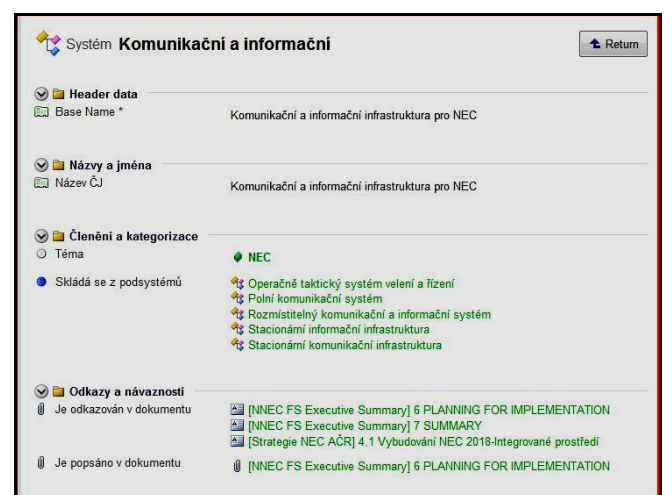 Systém Komunikační a informační
Return
Header data
Base Name *
Komunikační a informační infrastruktura pro NEC
Názvy a jména
Název ČJ
Komunikační a informační infrastruktura pro NEC
Členění a kategorizace
Téma
NEC
Skládá se z podsystémů
Operačně taktický systém velení a řízení
Polní komunikační systém
Rozmístitelný komunikační a informační systém
Stacionární informační infrastruktura
Stacionární komunikační infrastruktura
Odkazy a návaznosti
Je odkazován v dokumentu
[NNEC FS Executive Summary] 6 PLANNING FOR IMPLEMENTATION
[NNEC FS Executive Summary] 7 SUMMARY
[Strategie NEC AČR] 4.1 Vybudování NEC 2018-Integrované prostředí
Je popsáno v dokumentu
[NNEC FS Executive Summary] 6 PLANNING FOR IMPLEMENTATION